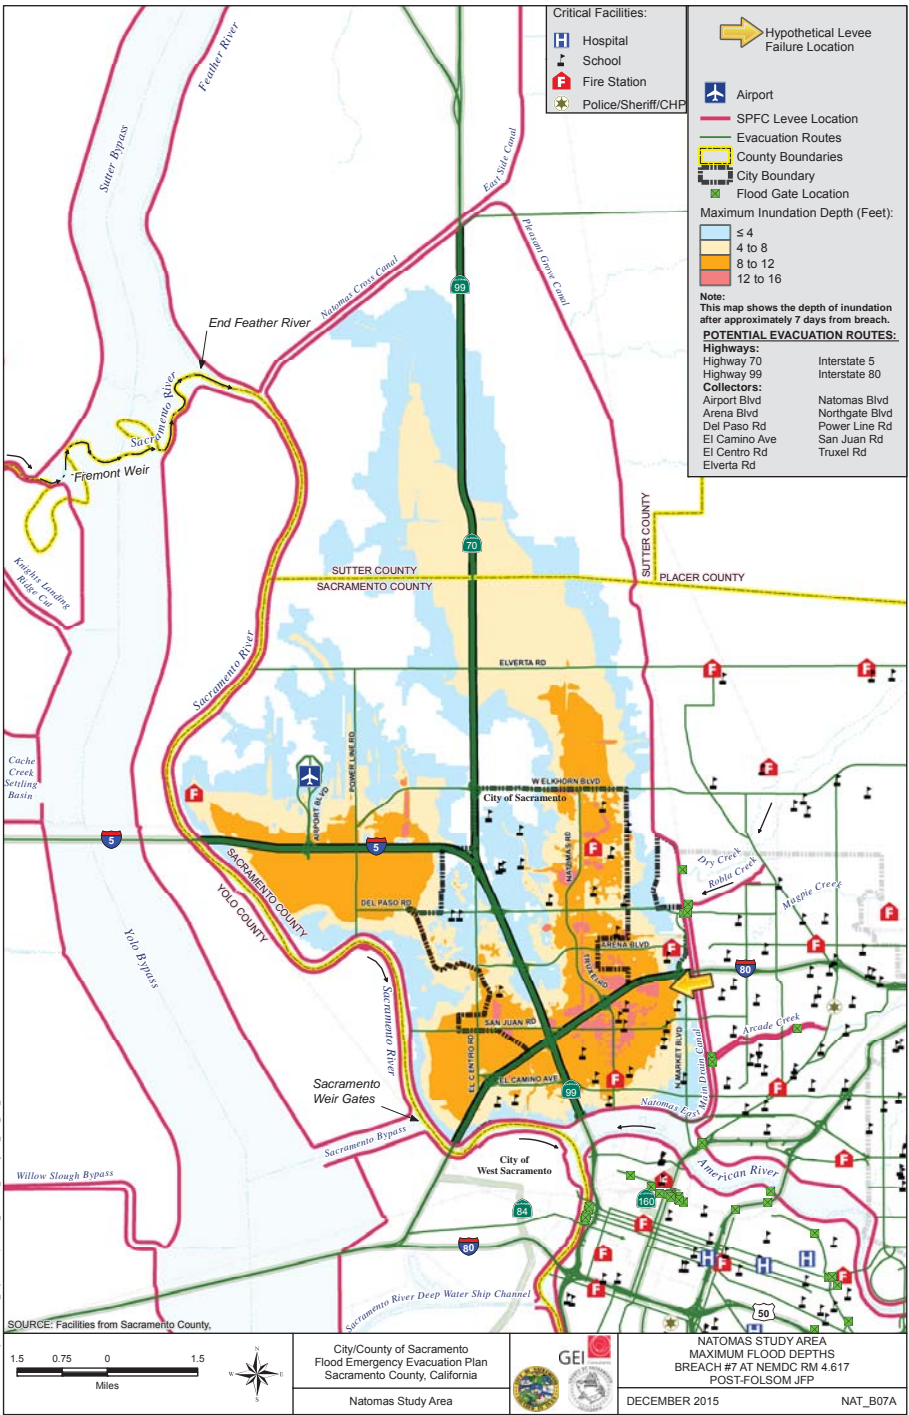 Critical Facilities:
Hospital
School
Fire Station
Police/Sheriff/CHP
Hypothetical Levee
Failure Location
Airport
SPFC Levee Location
Evacuation Routes
County Boundaries
City Boundary
Flood Gate Location
Maximum Inundation Depth (Feet):
≤ 4
4 to 8
8 to 12
12 to 16
Note:
This map shows the depth of inundation
after approximately 7 days from breach.
POTENTIAL EVACUATION ROUTES:
Highways:
Highway 70 Interstate 5
Highway 99 Interstate 80
Collectors:
Airport Blvd Natomas Blvd
Arena Blvd Northgate Blvd
Del Paso Rd Power Line Rd
El Camino Ave San Juan Rd
El Centro Rd Truxel Rd
Elverta Rd
Feather River
Sutter Bypass
East Side Canal
Pleasant Grove Canal
Natomas Cross Canal
99
End Feather River
Sacramento River
Fremont Weir
Knights Landing
Ridge Cut
70
SUTTER COUNTY
SACRAMENTO COUNTY
SUTTER COUNTY
PLACER COUNTY
Sacramento River
ELVERTA RD
POWER LINE RD
AIRPORT BLVD
Cache
Creek
Settling
Basin
W ELKHORN BLVD
City of Sacramento
5
5
NATOMAS RD
Dry Creek
Robla Creek
Magpie Creek
SACRAMENTO COUNTY
YOLO COUNTY
DEL PASO RD
ARENA BLVD
TRUXEL RD
80
Yolo Bypass
Sacramento River
SAN JUAN RD
EL CENTRO RD
N MARKET BLVD
Arcade Creek
EL CAMINO AVE
99
Natomas East Main Drain Canal
Sacramento
Weir Gates
Sacramento Bypass
City of
West Sacramento
American River
Willow Slough Bypass
84
160
80
50
Sacramento River Deep Water Ship Channel
SOURCE: Facilities from Sacramento County,
1.5 0.75 0 1.5
Miles
N
W E
S
City/County of Sacramento
Flood Emergency Evacuation Plan
Sacramento County, California
Natomas Study Area
GEI
Consultants
NATOMAS STUDY AREA
MAXIMUM FLOOD DEPTHS
BREACH #7 AT NEMDC RM 4.617
POST-FOLSOM JFP
DECEMBER 2015 NAT_B07A